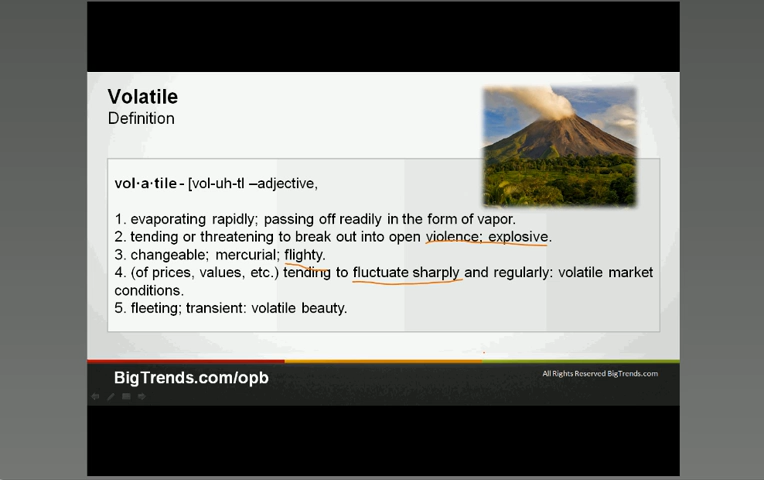 Volatile
Definition
vol·a·tile - [vol-uh-tl –adjective,
1. evaporating rapidly; passing off readily in the form of vapor.
2. tending or threatening to break out into open violence; explosive.
3. changeable; mercurial; flighty.
4. (of prices, values, etc.) tending to fluctuate sharply and regularly: volatile market
conditions.
5. fleeting; transient: volatile beauty.
BigTrends.com/opb
All Rights Reserved BigTrends.com